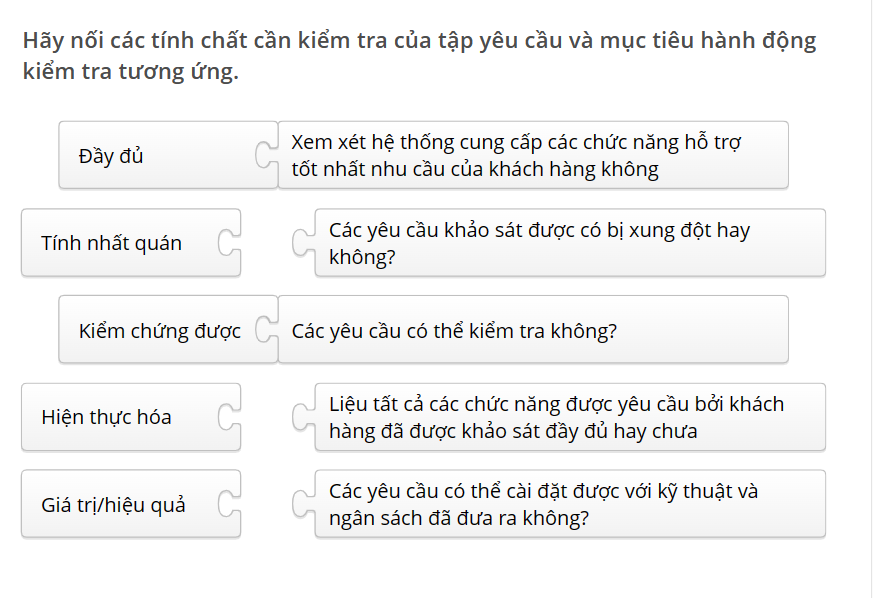 Hãy nối các tính chất cần kiểm tra của tập yêu cầu và mục tiêu hành động
kiểm tra tương ứng.
Đầy đủ
Xem xét hệ thống cung cấp các chức năng hỗ trợ
tốt nhất nhu cầu của khách hàng không
Tính nhất quán
Các yêu cầu khảo sát được có bị xung đột hay
không?
Kiểm chứng được
Các yêu cầu có thể kiểm tra không?
Hiện thực hóa
Liệu tất cả các chức năng được yêu cầu bởi khách
hàng đã được khảo sát đầy đủ hay chưa
Giá trị/hiệu quả
Các yêu cầu có thể cài đặt được với kỹ thuật và
ngân sách đã đưa ra không?